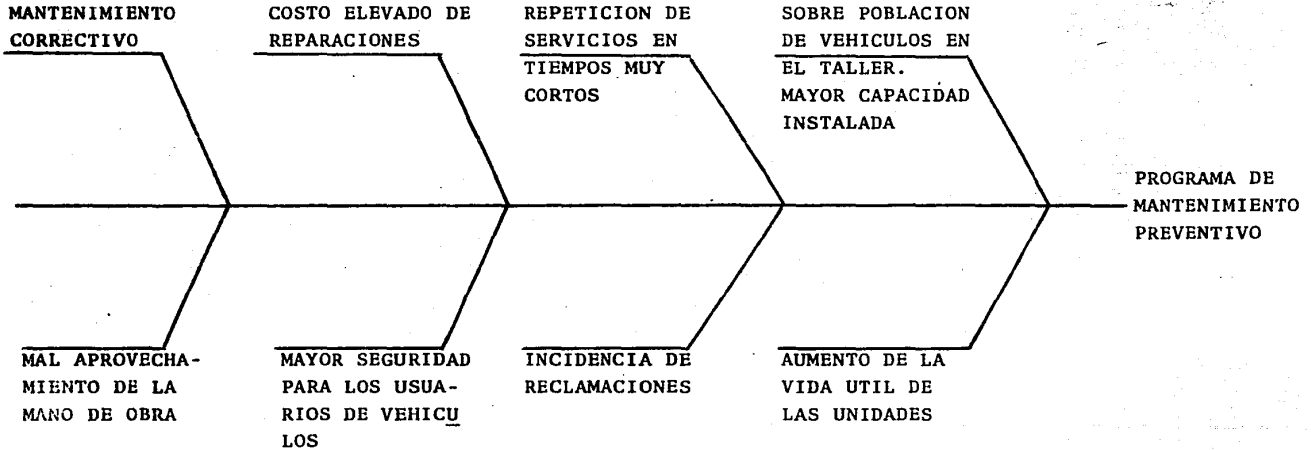 MANTENIMIENTO
CORRECTIVO
COSTO ELEVADO DE
REPARACIONES
REPETICION DE
SERVICIOS EN
TIEMPOS MUY
CORTOS
SOBRE POBLACION
DE VEHICULOS EN
EL TALLER.
MAYOR CAPACIDAD
INSTALADA
PROGRAMA DE
MANTENIMIENTO
PREVENTIVO
MAL APROVECHA-
MIENTO DE LA
MANO DE OBRA
MAYOR SEGURIDAD
PARA LOS USUA-
RIOS DE VEHICU
LOS
INCIDENCIA DE
RECLAMACIONES
AUMENTO DE LA
VIDA UTIL DE
LAS UNIDADES